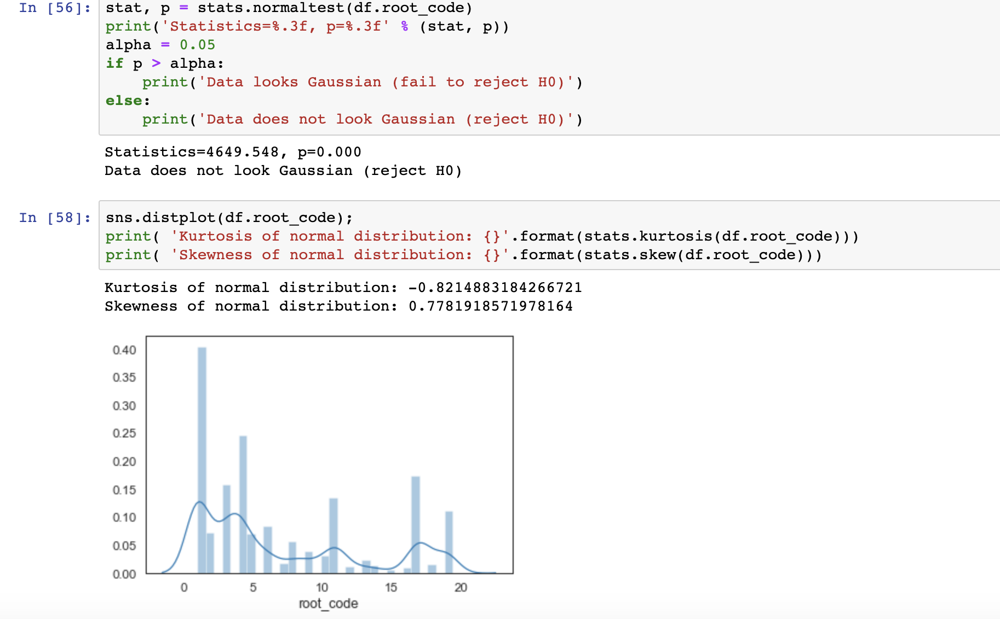 In [56]: stat, p = stats.normaltest(df.root_code)
print('Statistics=%.3f, p=%.3f' % (stat, p))
alpha = 0.05
if p > alpha:
    print('Data looks Gaussian (fail to reject H0)')
else:
    print('Data does not look Gaussian (reject H0)')
Statistics=4649.548, p=0.000
Data does not look Gaussian (reject H0)
In [58]: sns.distplot(df.root_code);
print( 'Kurtosis of normal distribution: {}'.format(stats.kurtosis(df.root_code)))
print( 'Skewness of normal distribution: {}'.format(stats.skew(df.root_code)))
Kurtosis of normal distribution: -0.8214883184266721
Skewness of normal distribution: 0.7781918571978164
0.40
0.35
0.30
0.25
0.20
0.15
0.10
0.05
0.00
0 5 10 15 20
root_code